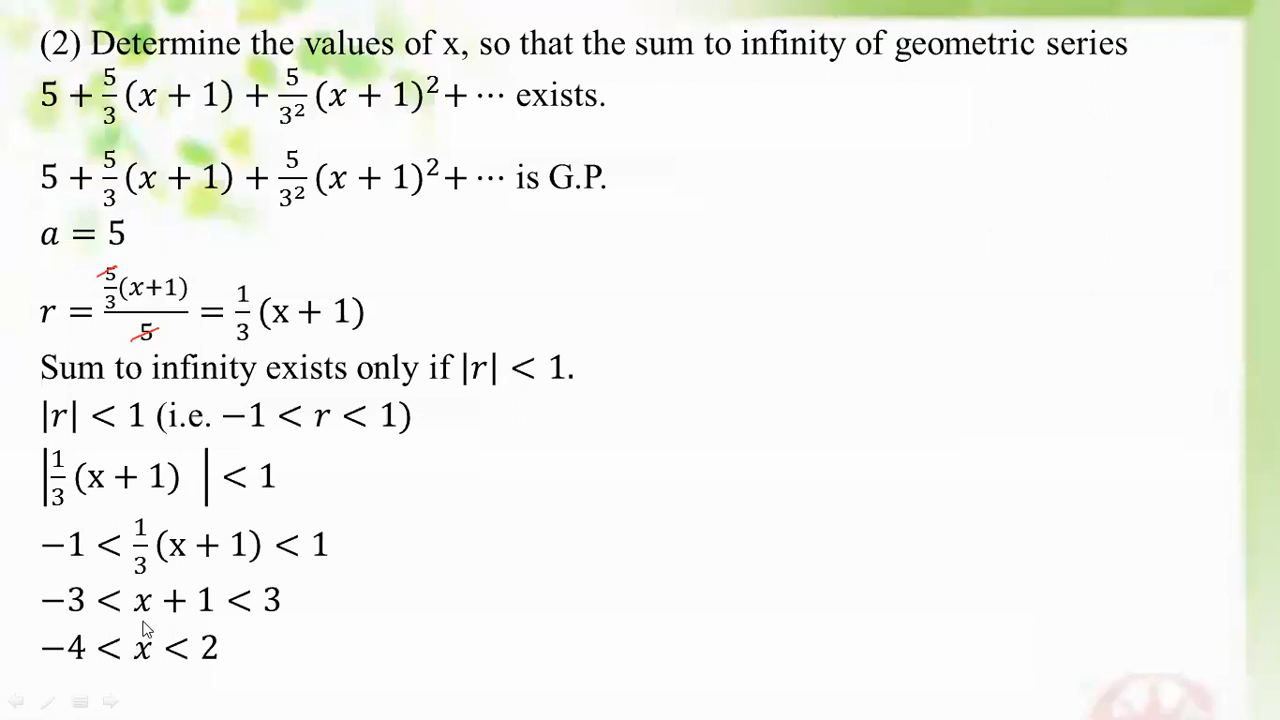 (2) Determine the values of x, so that the sum to infinity of geometric series
5 + 5/3 (x + 1) + 5/3² (x + 1)² + ⋯ exists.
5 + 5/3 (x + 1) + 5/3² (x + 1)² + ⋯ is G.P.
a = 5
r = (5/3 (x+1))/5 = 1/3 (x + 1)
Sum to infinity exists only if |r| < 1.
|r| < 1 (i.e. −1 < r < 1)
|1/3 (x + 1) | < 1
−1 < 1/3 (x + 1) < 1
−3 < x + 1 < 3
−4 < x < 2